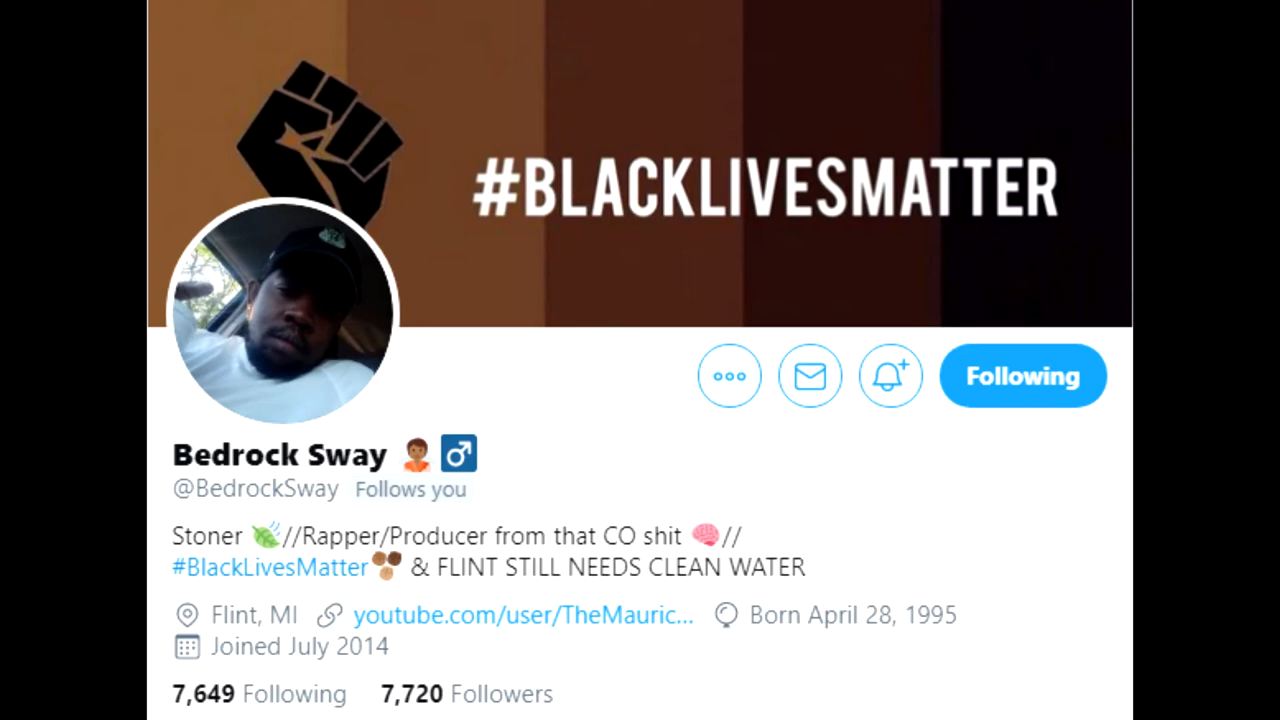 #BLACKLIVESMATTER
Following
Bedrock Sway
@BedrockSway Follows you
Stoner 🍃//Rapper/Producer from that CO shit 🧠//
#BlackLivesMatter & FLINT STILL NEEDS CLEAN WATER
Flint, MI youtube.com/user/TheMauric... Born April 28, 1995
Joined July 2014
7,649 Following 7,720 Followers